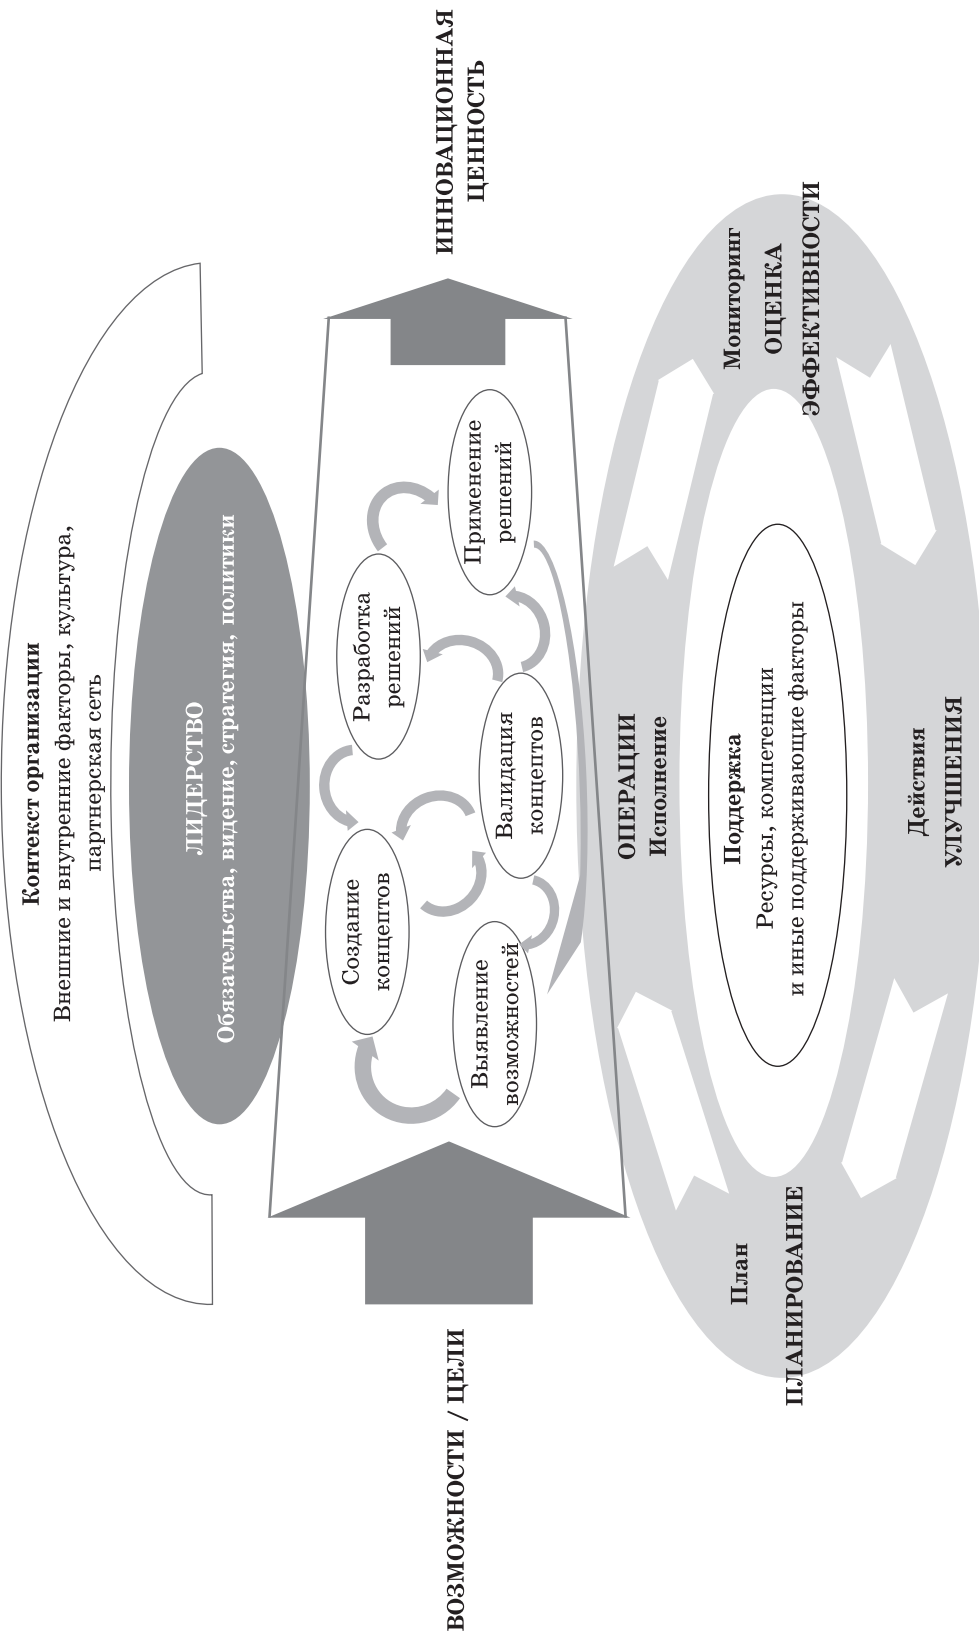 Контекст организации
Внешние и внутренние факторы, культура,
партнерская сеть
ЛИДЕРСТВО
Обязательства, видение, стратегия, политики
ВОЗМОЖНОСТИ / ЦЕЛИ
Выявление
возможностей
Создание
концептов
Валидация
концептов
Разработка
решений
Применение
решений
ИННОВАЦИОННАЯ
ЦЕННОСТЬ
ОПЕРАЦИИ
Исполнение
План
ПЛАНИРОВАНИЕ
Поддержка
Ресурсы, компетенции
и иные поддерживающие факторы
Мониторинг
ОЦЕНКА
ЭФФЕКТИВНОСТИ
Действия
УЛУЧШЕНИЯ